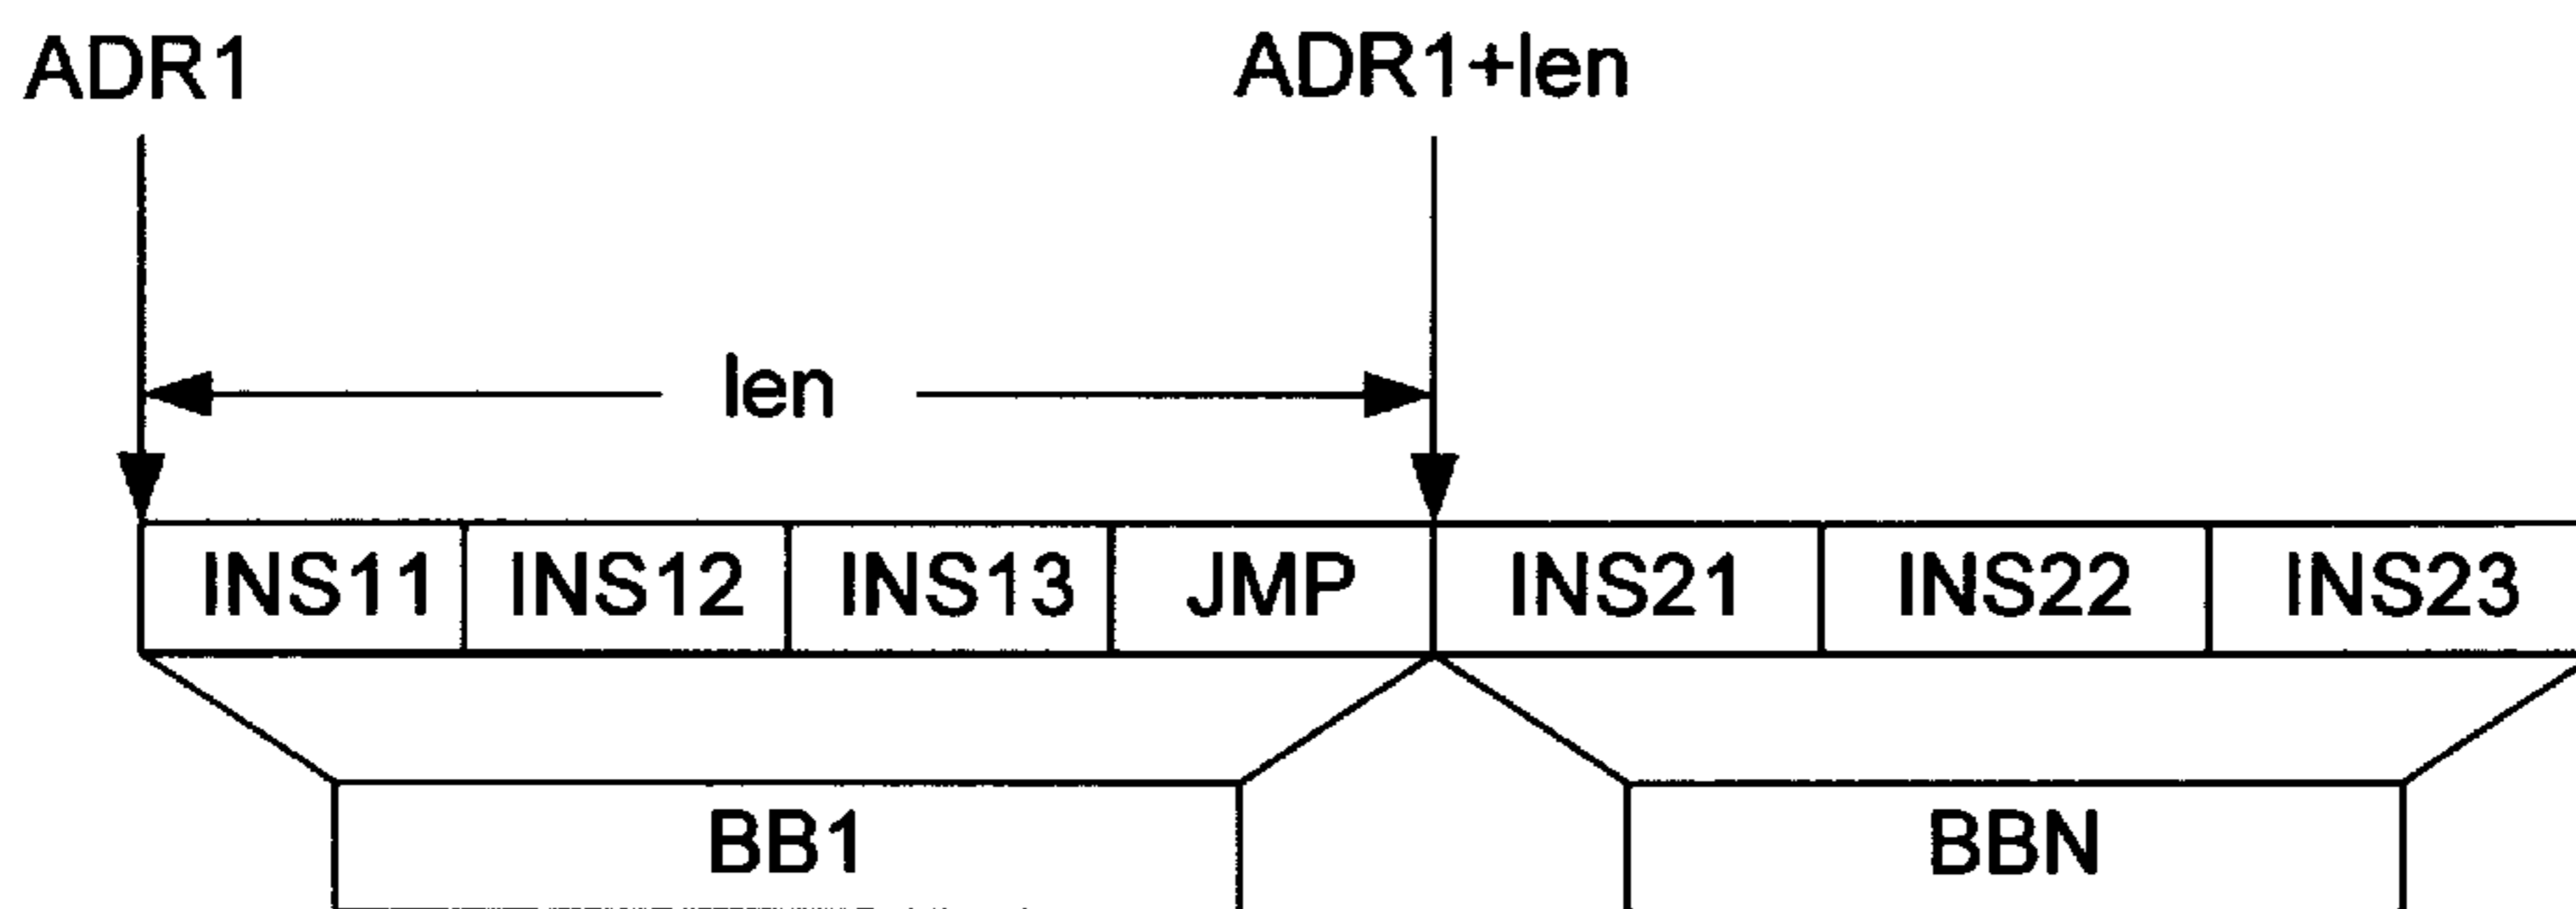 ADR1 ADR1+len
len
INS11 INS12 INS13 JMP INS21 INS22 INS23
BB1 BBN